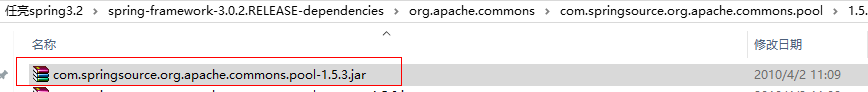 任亮spring3.2 > spring-framework-3.0.2.RELEASE-dependencies > org.apache.commons > com.springsource.org.apache.commons.pool > 1.5.
名称 修改日期
com.springsource.org.apache.commons.pool-1.5.3.jar 2010/4/2 11:09